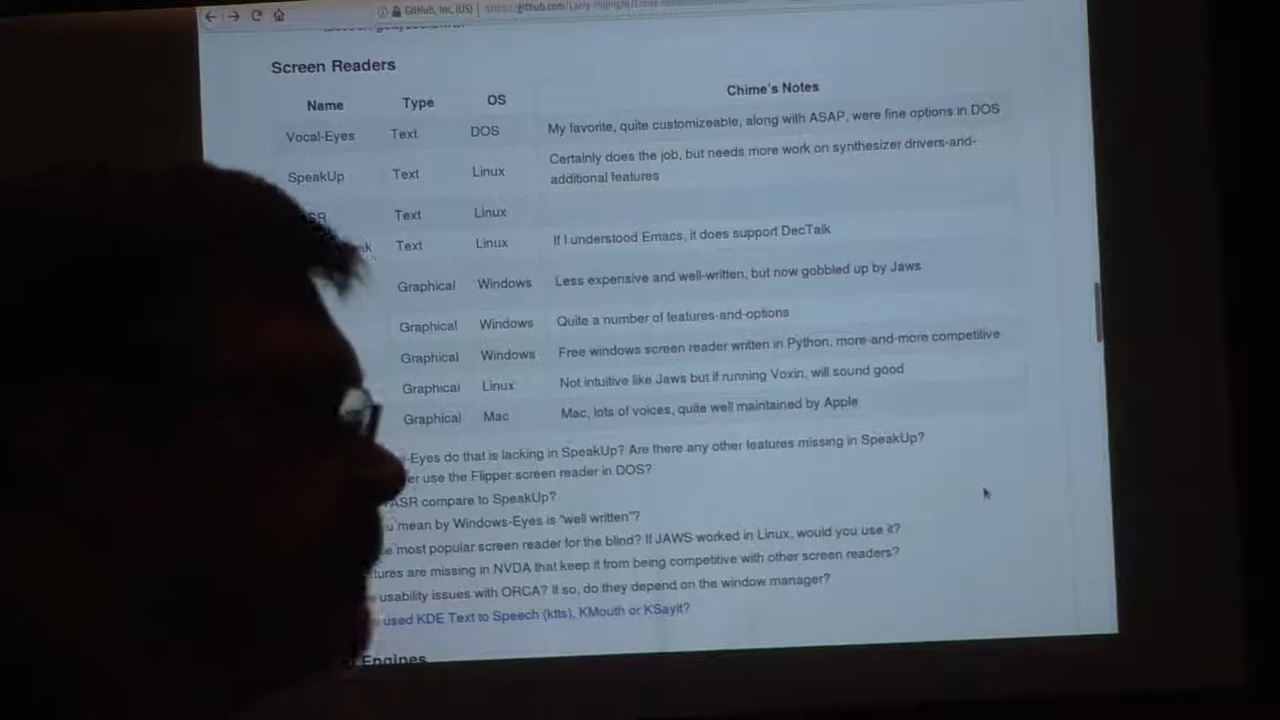 GitHub, Inc. (US)
github.com/Larry
Screen Readers
Name Type OS Chime's Notes
Vocal-Eyes Text DOS My favorite, quite customizeable, along with ASAP, were fine options in DOS
SpeakUp Text Linux Certainly does the job, but needs more work on synthesizer drivers-and-
additional features
SR Text Linux
Text Linux If I understood Emacs, it does support DecTalk
Graphical Windows Less expensive and well-written, but now gobbled up by Jaws
Graphical Windows Quite a number of features-and-options
Graphical Windows Free windows screen reader written in Python, more-and-more competitive
Graphical Linux Not intuitive like Jaws but if running Voxin, will sound good
Graphical Mac Mac, lots of voices, quite well maintained by Apple
-Eyes do that is lacking in SpeakUp? Are there any other features missing in SpeakUp?
er use the Flipper screen reader in DOS?
ASR compare to SpeakUp?
u mean by Windows-Eyes is "well written"?
e most popular screen reader for the blind? If JAWS worked in Linux, would you use it?
tures are missing in NVDA that keep it from being competitive with other screen readers?
usability issues with ORCA? If so, do they depend on the window manager?
used KDE Text to Speech (ktts), KMouth or KSayit?
Engines